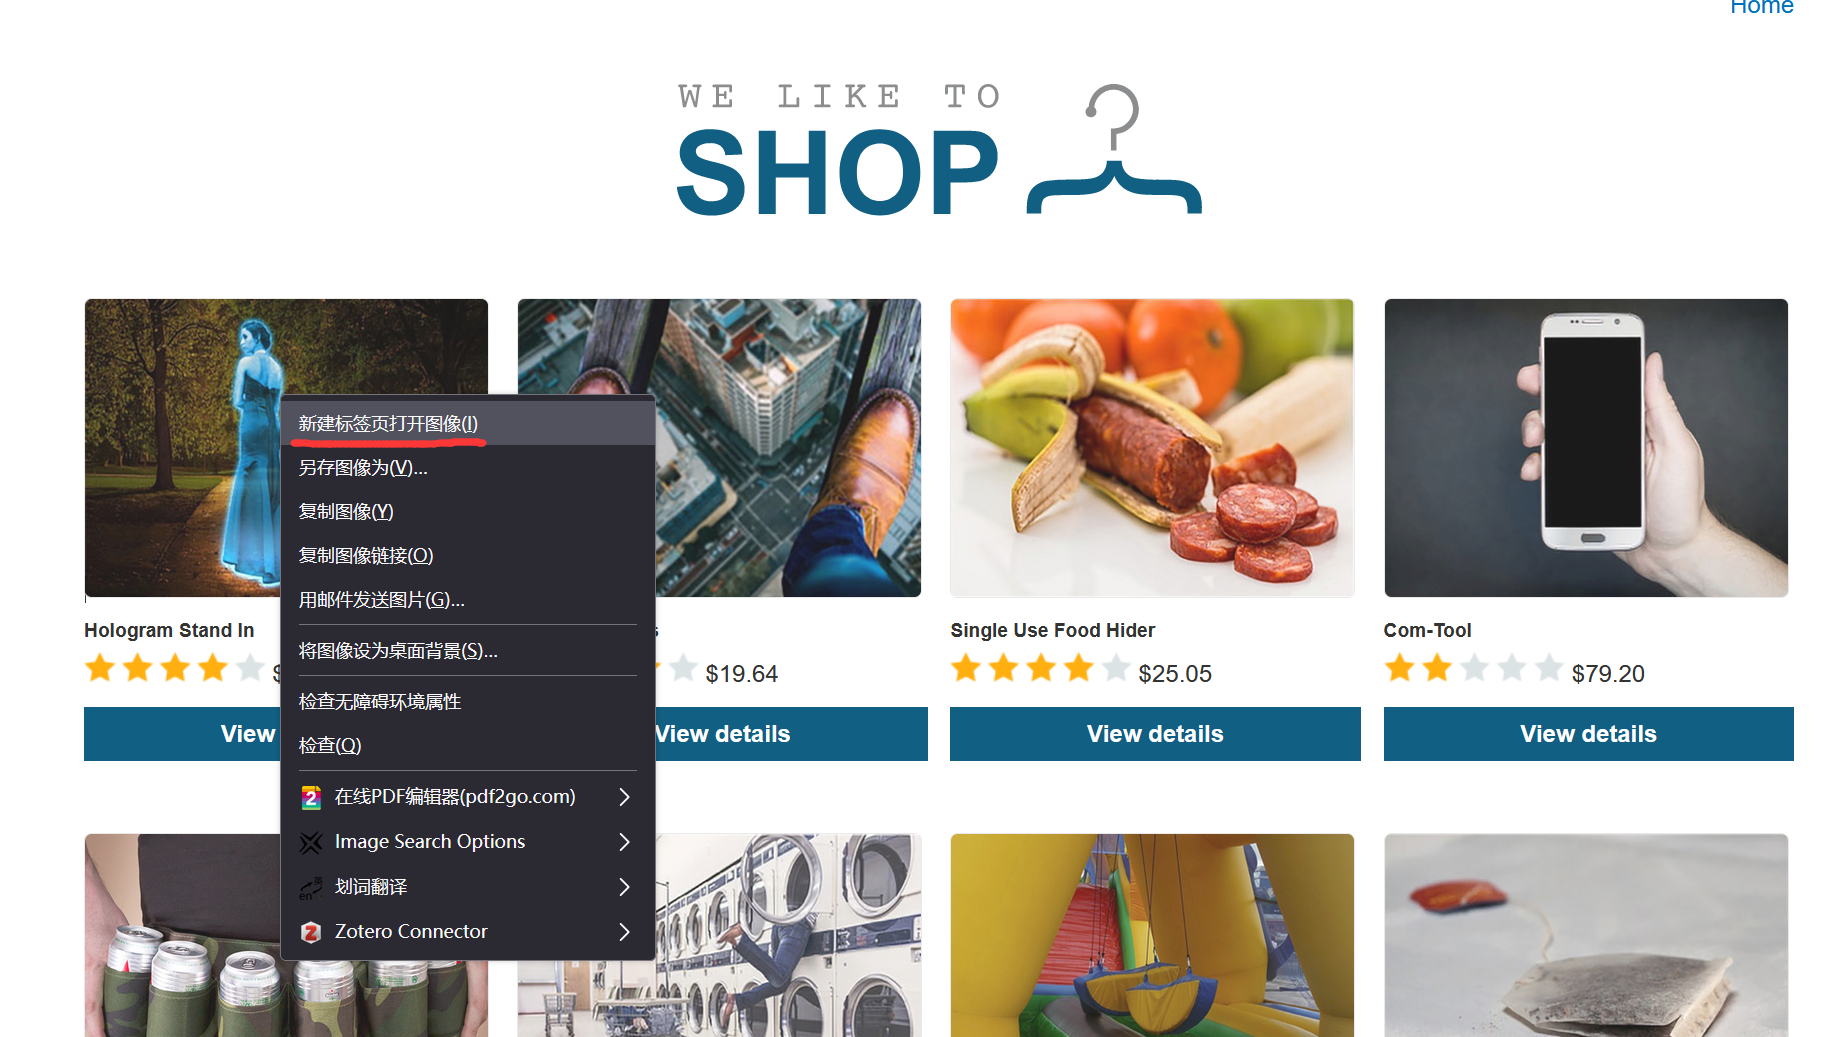 Home
WE LIKE TO
SHOP
新建标签页打开图像(I)
另存图像为(V)...
复制图像(Y)
复制图像链接(O)
用邮件发送图片(G)...
将图像设为桌面背景(S)...
检查无障碍环境属性
检查(Q)
在线PDF编辑器(pdf2go.com)
Image Search Options
划词翻译
Zotero Connector
Hologram Stand In
Single Use Food Hider
Com-Tool
$19.64
$25.05
$79.20
View
View details
View details
View details